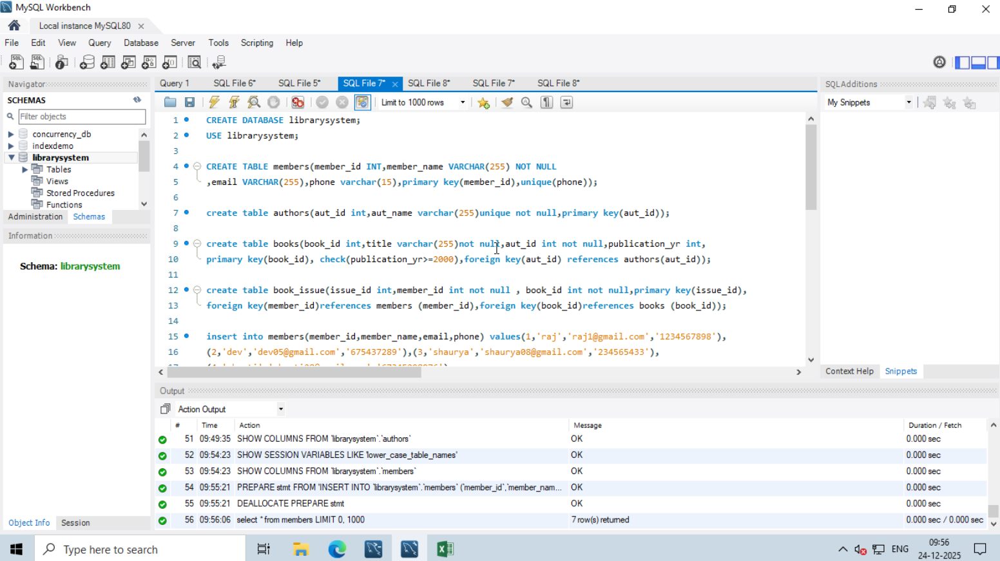 MySQL Workbench
Local instance MySQL80
File Edit View Query Database Server Tools Scripting Help
Navigator
SCHEMAS
Filter objects
concurrency_db
indexdemo
librarysystem
Tables
Views
Stored Procedures
Functions
Administration Schemas
Information
Schema: librarysystem
Object Info Session
Query 1 SQL File 6* SQL File 5* SQL File 7* SQL File 8* SQL File 7* SQL File 8*
Limit to 1000 rows
1 CREATE DATABASE librarysystem;
2 USE librarysystem;
3
4 CREATE TABLE members(member_id INT,member_name VARCHAR(255) NOT NULL
5 ,email VARCHAR(255),phone varchar(15),primary key(member_id),unique(phone));
6
7 create table authors(aut_id int,aut_name varchar(255)unique not null,primary key(aut_id));
8
9 create table books(book_id int,title varchar(255)not null,aut_id int not null,publication_yr int,
10 primary key(book_id), check(publication_yr>=2000),foreign key(aut_id) references authors(aut_id));
11
12 create table book_issue(issue_id int,member_id int not null , book_id int not null,primary key(issue_id),
13 foreign key(member_id)references members (member_id),foreign key(book_id)references books (book_id));
14
15 insert into members(member_id,member_name,email,phone) values(1,'raj','raj1@gmail.com','1234567898'),
16 (2,'dev','dev05@gmail.com','675437289'),(3,'shaurya','shaurya08@gmail.com','234565433'),
SQLAdditions
My Snippets
Context Help Snippets
Output
Action Output
# Time Action Message Duration / Fetch
51 09:49:35 SHOW COLUMNS FROM `librarysystem`.`authors` OK 0.000 sec
52 09:54:23 SHOW SESSION VARIABLES LIKE 'lower_case_table_names' OK 0.000 sec
53 09:54:23 SHOW COLUMNS FROM `librarysystem`.`members` OK 0.000 sec
54 09:55:21 PREPARE stmt FROM 'INSERT INTO `librarysystem`.`members` (`member_id`,`member_nam... OK 0.000 sec
55 09:55:21 DEALLOCATE PREPARE stmt OK 0.000 sec
56 09:56:06 select * from members LIMIT 0, 1000 7 row(s) returned 0.000 sec / 0.000 sec
Type here to search
ENG
09:56
24-12-2025